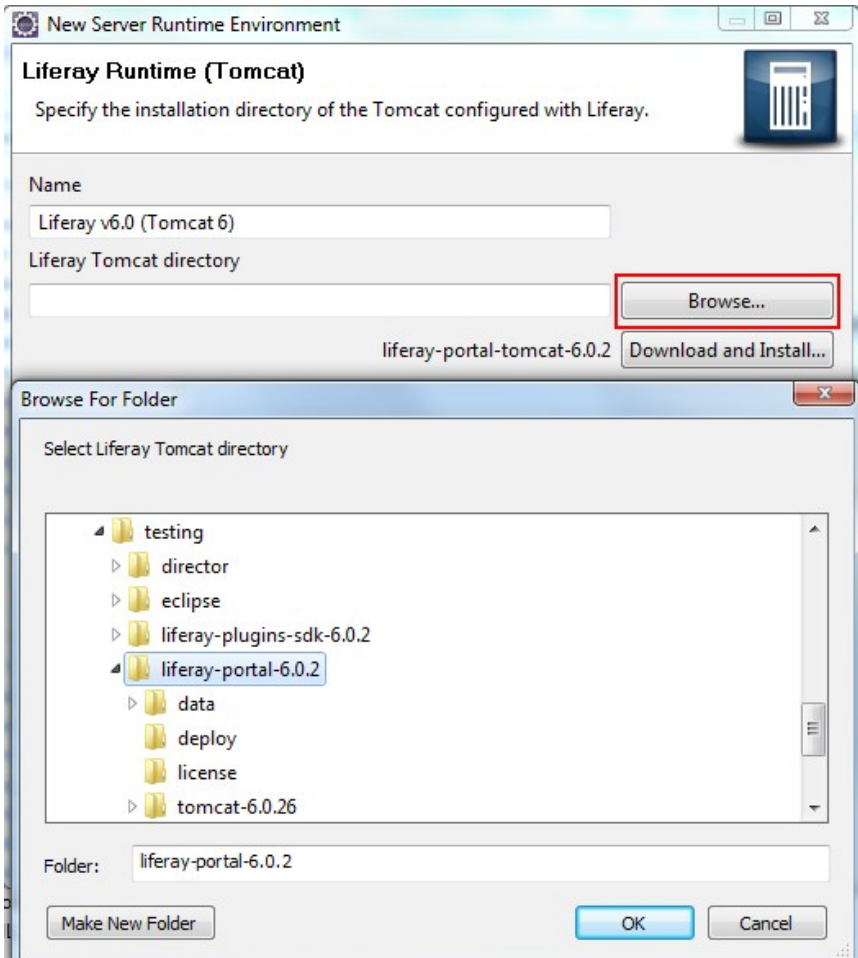 New Server Runtime Environment
Liferay Runtime (Tomcat)
Specify the installation directory of the Tomcat configured with Liferay.
Name
Liferay v6.0 (Tomcat 6)
Liferay Tomcat directory
Browse...
liferay-portal-tomcat-6.0.2 Download and Install...
Browse For Folder
Select Liferay Tomcat directory
testing
director
eclipse
liferay-plugins-sdk-6.0.2
liferay-portal-6.0.2
data
deploy
license
tomcat-6.0.26
Folder: liferay-portal-6.0.2
Make New Folder OK Cancel